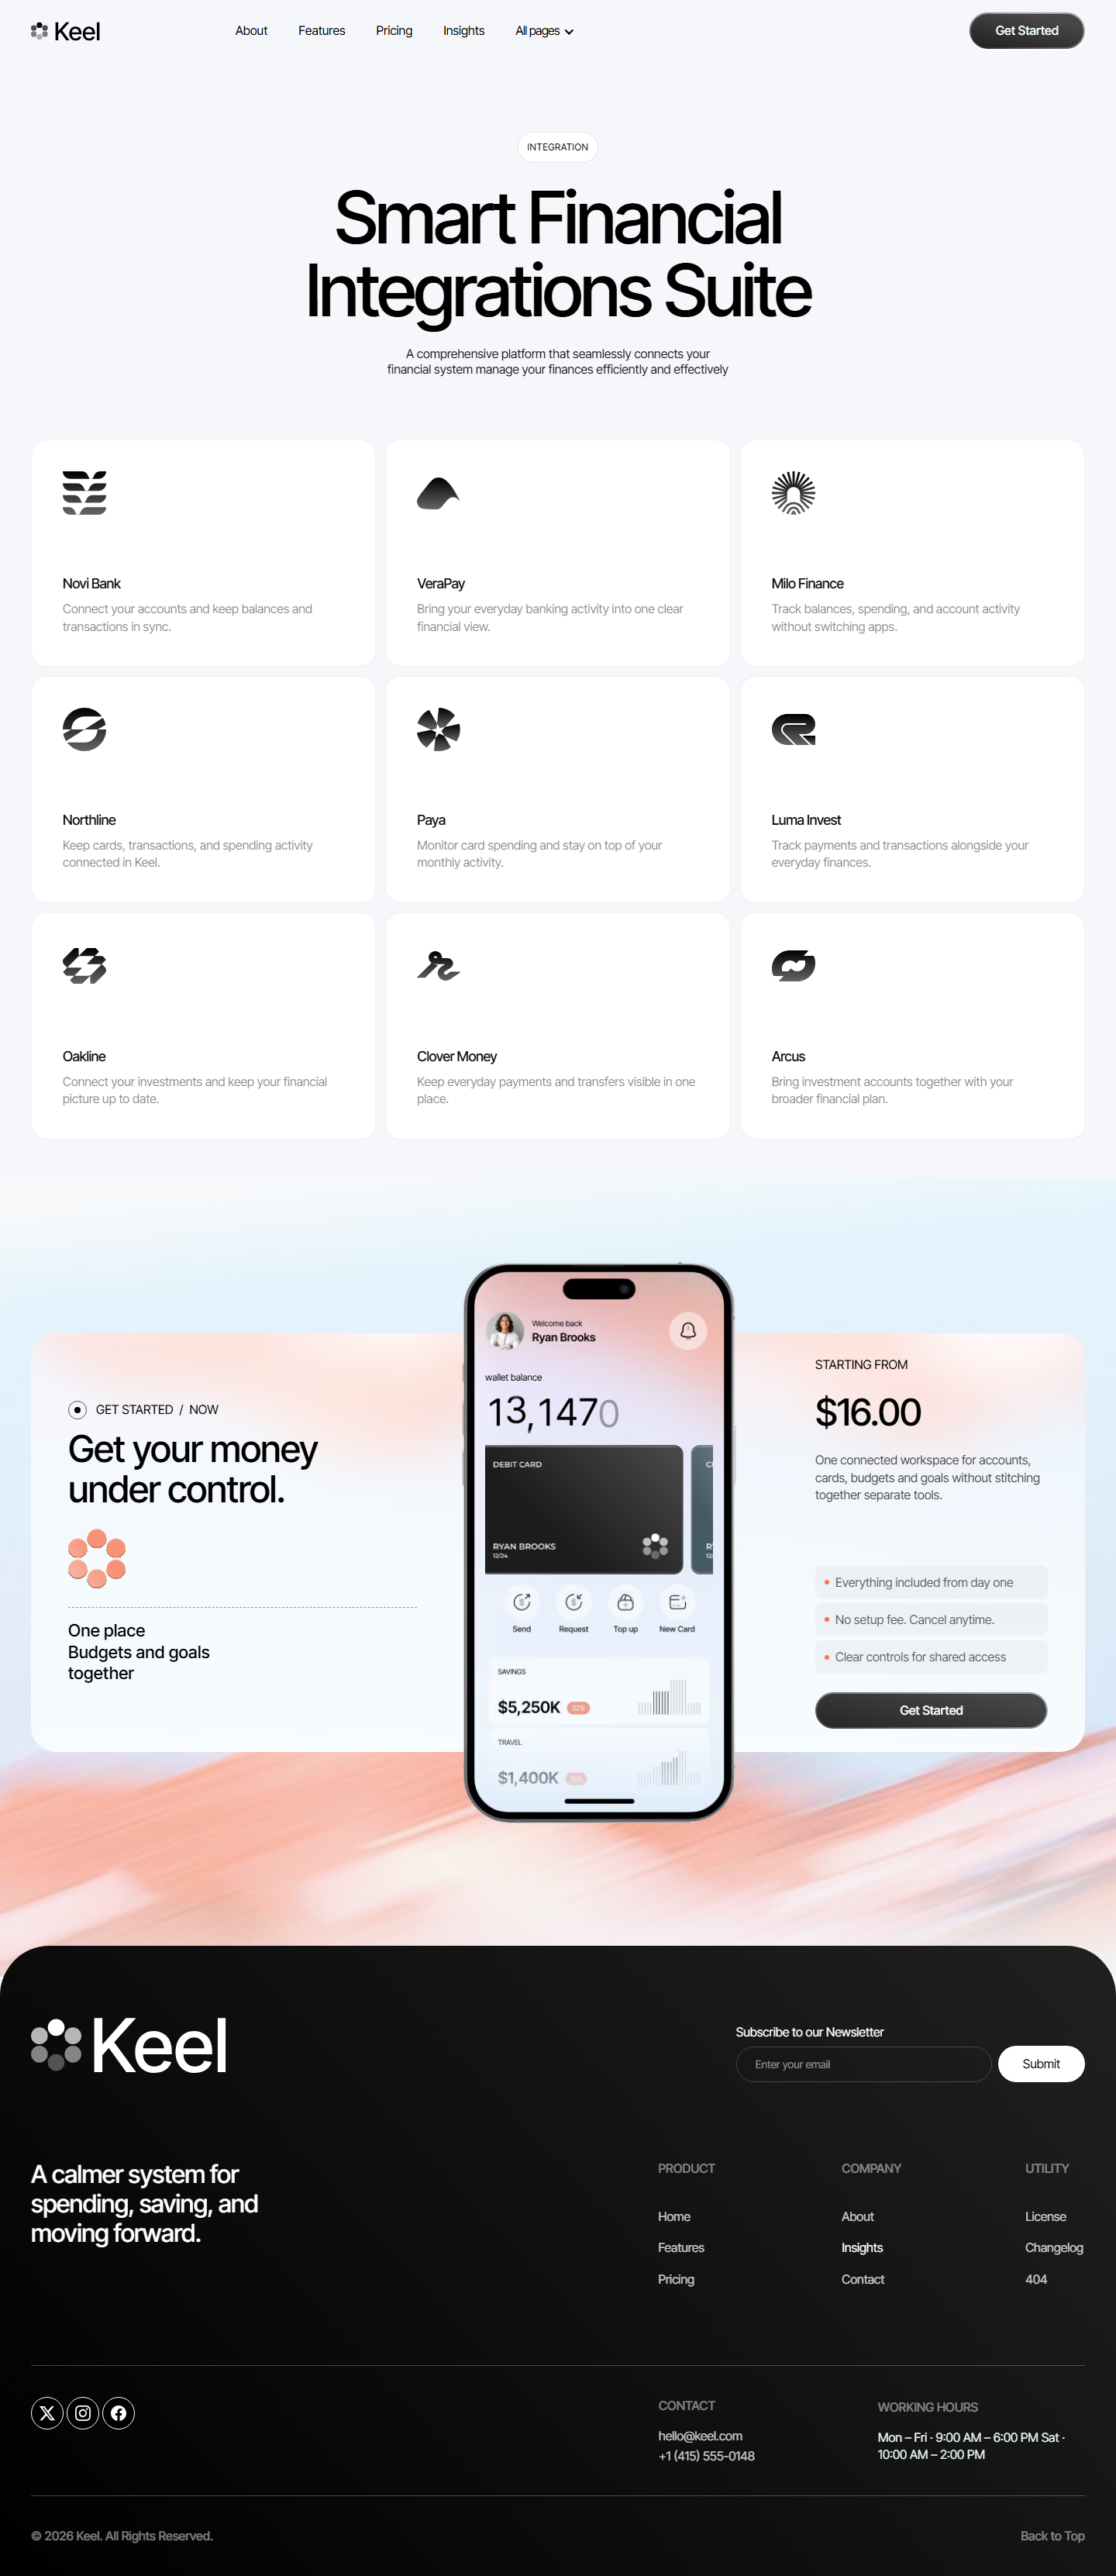 Keel
About
Features
Pricing
Insights
All pages
Get Started
INTEGRATION
Smart Financial
Integrations Suite
A comprehensive platform that seamlessly connects your
financial system manage your finances efficiently and effectively
Novi Bank
Connect your accounts and keep balances and
transactions in sync.
VeraPay
Bring your everyday banking activity into one clear
financial view.
Milo Finance
Track balances, spending, and account activity
without switching apps.
Northline
Keep cards, transactions, and spending activity
connected in Keel.
Paya
Monitor card spending and stay on top of your
monthly activity.
Luma Invest
Track payments and transactions alongside your
everyday finances.
Oakline
Connect your investments and keep your financial
picture up to date.
Clover Money
Keep everyday payments and transfers visible in one
place.
Arcus
Bring investment accounts together with your
broader financial plan.
GET STARTED / NOW
Get your money
under control.
One place
Budgets and goals
together
Welcome back
Ryan Brooks
wallet balance
13,1470
DEBIT CARD
RYAN BROOKS
12/24
Send
Request
Top up
New Card
SAVINGS
$5,250K
32%
TRAVEL
$1,400K
STARTING FROM
$16.00
One connected workspace for accounts,
cards, budgets and goals without stitching
together separate tools.
Everything included from day one
No setup fee. Cancel anytime.
Clear controls for shared access
Get Started
Keel
Subscribe to our Newsletter
Enter your email
Submit
A calmer system for
spending, saving, and
moving forward.
PRODUCT
Home
Features
Pricing
COMPANY
About
Insights
Contact
UTILITY
License
Changelog
404
CONTACT
hello@keel.com
+1 (415) 555-0148
WORKING HOURS
Mon – Fri · 9:00 AM – 6:00 PM Sat ·
10:00 AM – 2:00 PM
© 2026 Keel. All Rights Reserved.
Back to Top